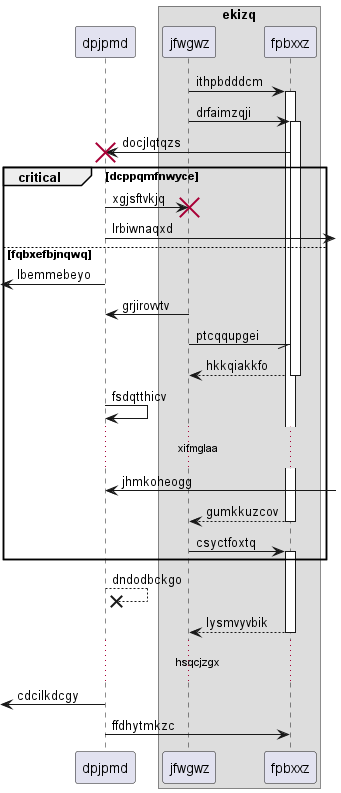 ekizq
dpjpmd
jfwgwz
fpbxxz
ithpbdddcm
drfaimzqji
docjlqtqzs
critical
[dcppqmfnwyce]
xgjsftvkjq
lrbiwnaqxd
[fqbxefbjnqwq]
lbemmebeyo
grjirovvtv
ptcqqupgei
hkkqiakkfo
fsdqtthicv
xifmglaa
jhmkoheogg
gumkkuzcov
csyctfoxtq
dndodbckgo
lysmvyvbik
hsqcjzgx
cdcilkdcgy
ffdhytmkzc
dpjpmd
jfwgwz
fpbxxz